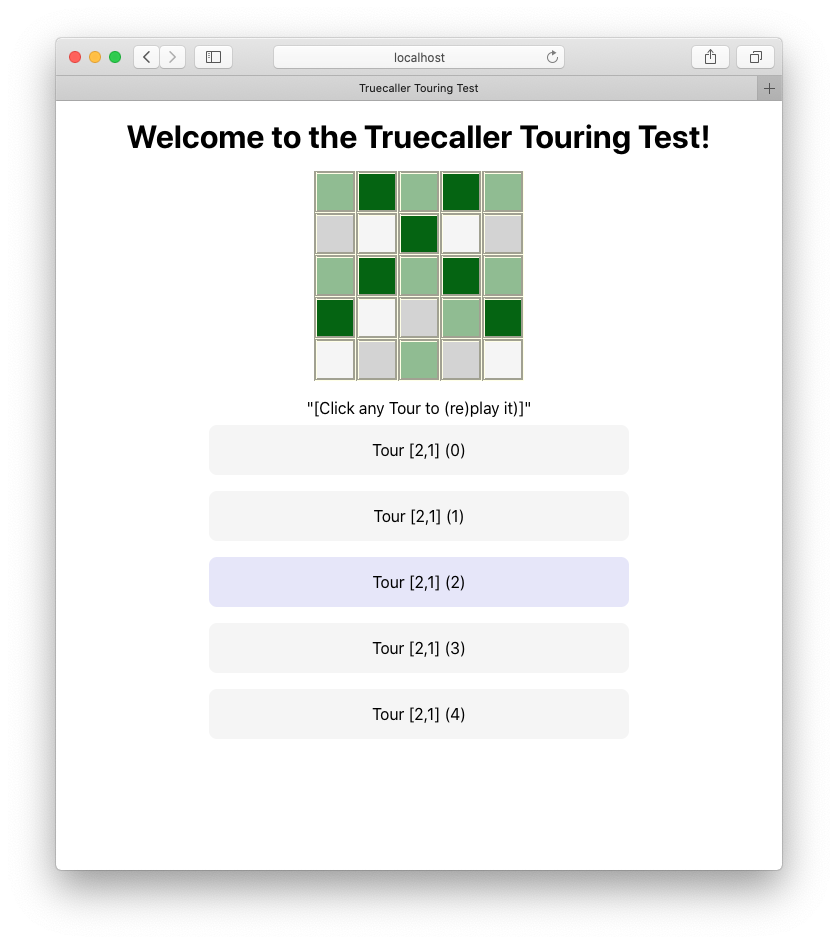 localhost
Truecaller Touring Test
Welcome to the Truecaller Touring Test!
"[Click any Tour to (re)play it)]"
Tour [2,1] (0)
Tour [2,1] (1)
Tour [2,1] (2)
Tour [2,1] (3)
Tour [2,1] (4)